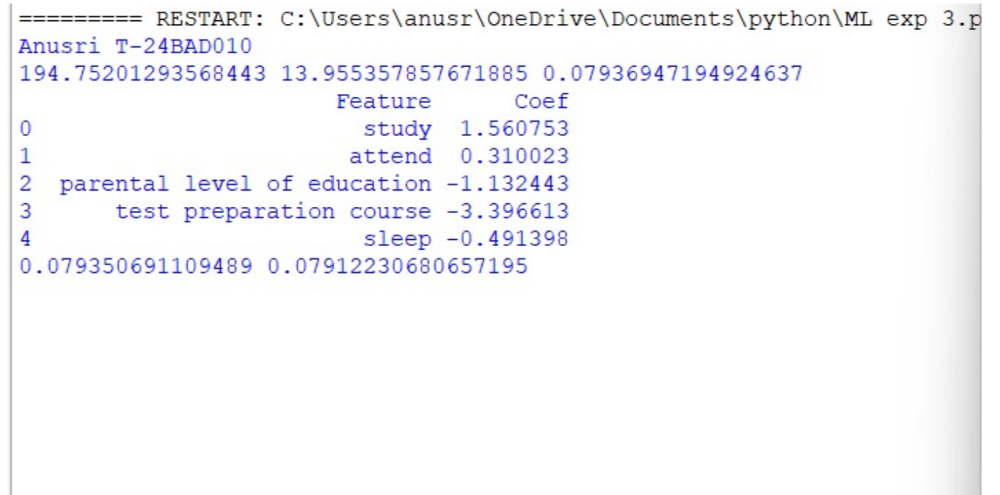 ========= RESTART: C:\Users\anusr\OneDrive\Documents\python\ML exp 3.p
Anusri T-24BAD010
194.75201293568443 13.955357857671885 0.07936947194924637
Feature Coef
0 study 1.560753
1 attend 0.310023
2 parental level of education -1.132443
3 test preparation course -3.396613
4 sleep -0.491398
0.079350691109489 0.07912230680657195